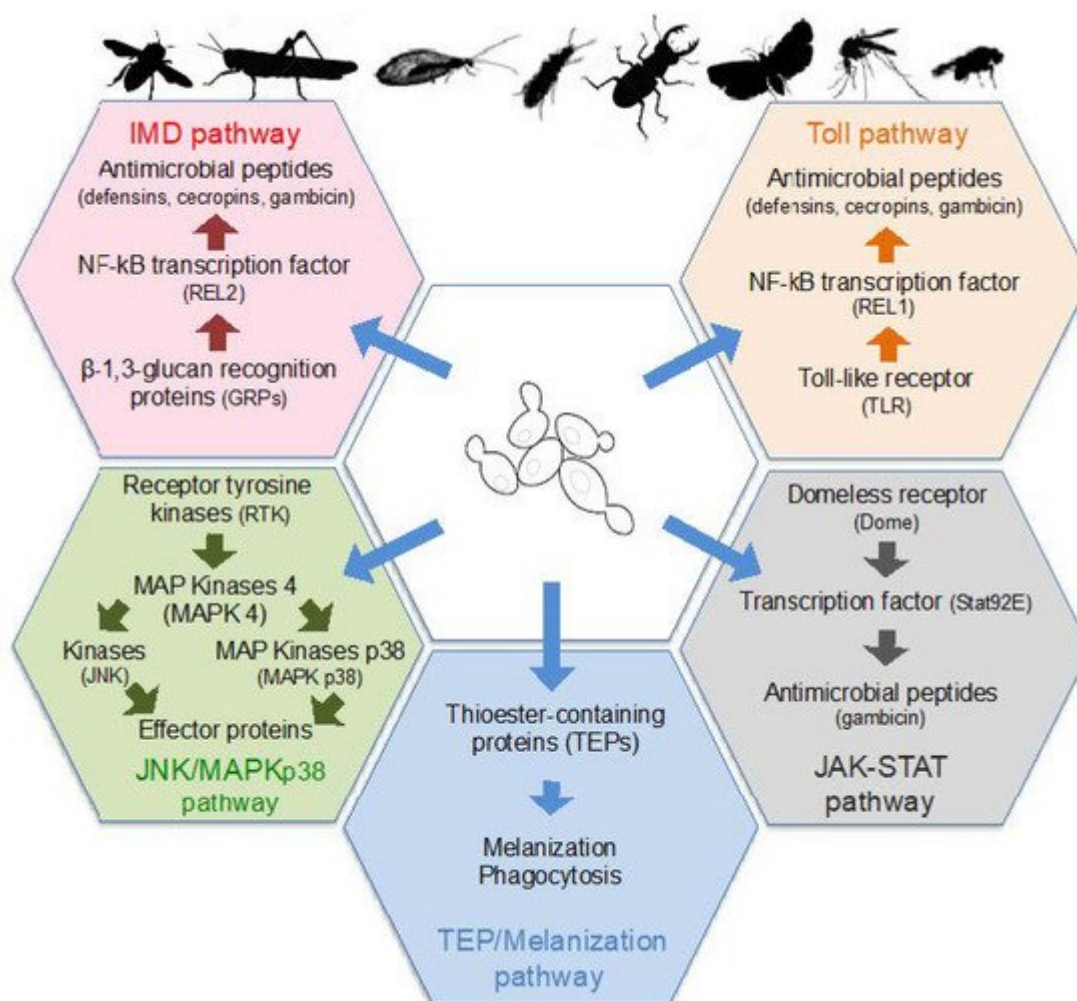 IMD pathway
Antimicrobial peptides
(defensins, cecropins, gambicin)
NF-kB transcription factor
(REL2)
β-1,3-glucan recognition
proteins (GRPs)
Toll pathway
Antimicrobial peptides
(defensins, cecropins, gambicin)
NF-kB transcription factor
(REL1)
Toll-like receptor
(TLR)
Receptor tyrosine
kinases (RTK)
MAP Kinases 4
(MAPK 4)
Kinases
(JNK)
MAP Kinases p38
(MAPK p38)
Effector proteins
JNK/MAPKp38
pathway
Domeless receptor
(Dome)
Transcription factor (Stat92E)
Antimicrobial peptides
(gambicin)
JAK-STAT
pathway
Thioester-containing
proteins (TEPs)
Melanization
Phagocytosis
TEP/Melanization
pathway